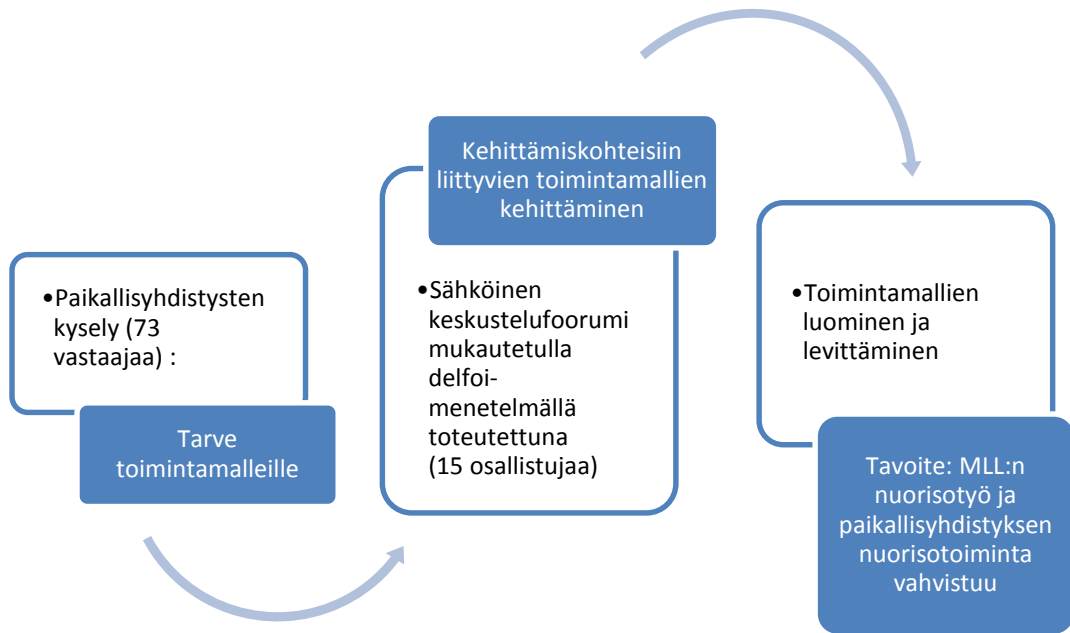 •Paikallisyhdistysten
kysely (73
vastaajaa) :
Tarve
toimintamalleille
Kehittämiskohteisiin
liittyvien toimintamallien
kehittäminen
•Sähköinen
keskustelufoorumi
mukautetulla
delfoi-
menetelmällä
toteutettuna
(15 osallistujaa)
•Toimintamallien
luominen ja
levittäminen
Tavoite: MLL:n
nuorisotyö ja
paikallisyhdistyksen
nuorisotoiminta
vahvistuu